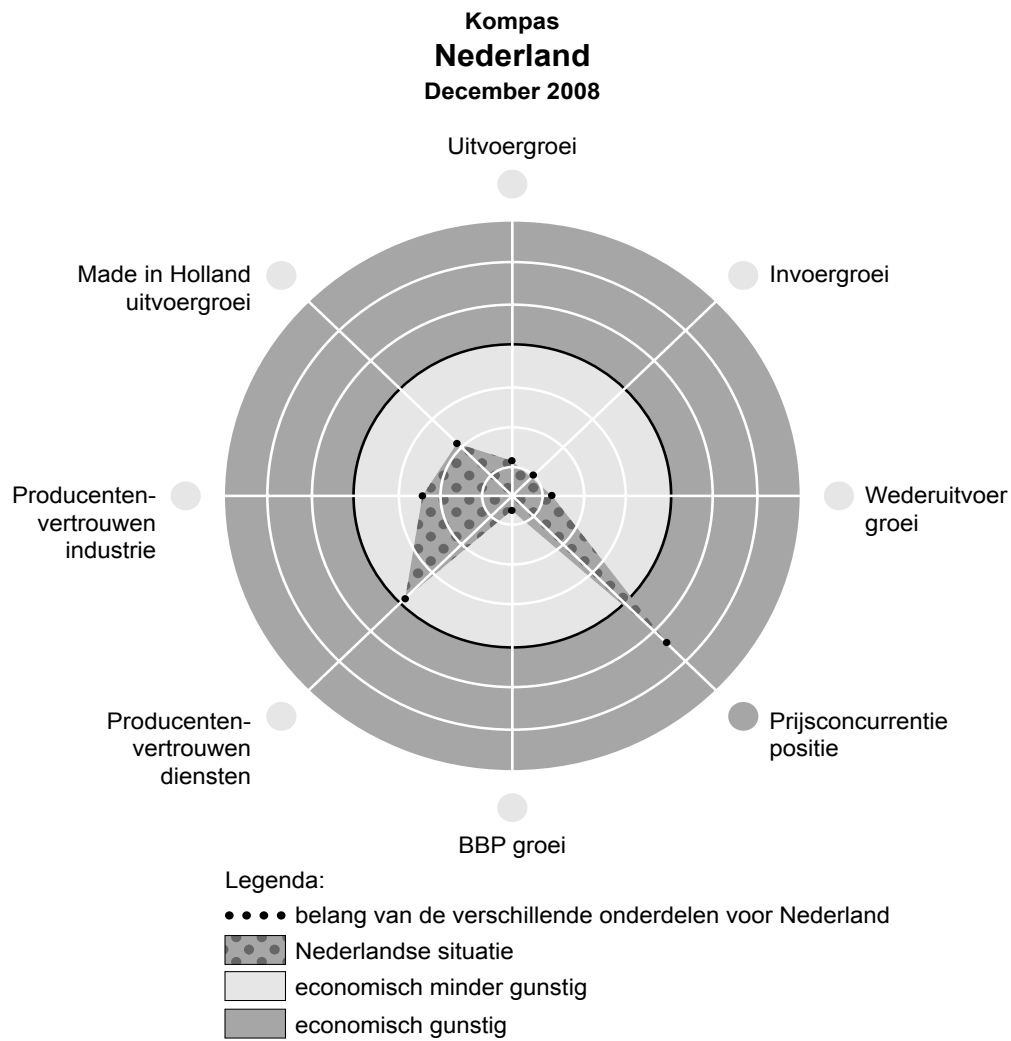 Kompas
Nederland
December 2008
Uitvoergroei
Made in Holland
uitvoergroei
Invoergroei
Producenten-
vertrouwen
industrie
Wederuitvoer
groei
Producenten-
vertrouwen
diensten
Prijsconcurrentie
positie
BBP groei
Legenda:
belang van de verschillende onderdelen voor Nederland
Nederlandse situatie
economisch minder gunstig
economisch gunstig